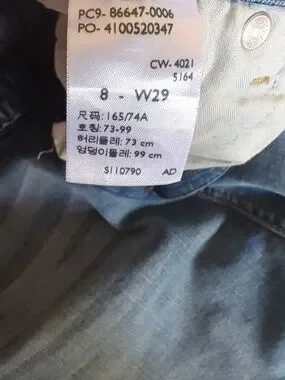 PC9- 86647-0006
PO- 4100520347
CW-4021
5164
8 - W29
尺码: 165/74A
호칭: 73-99
허리둘레: 73 cm
엉덩이둘레: 99 cm
S110790 AD